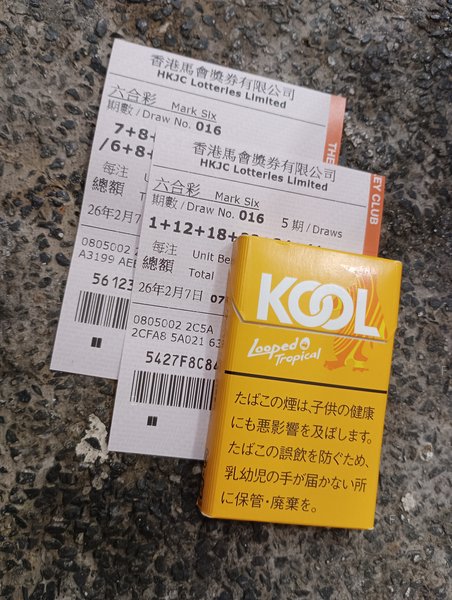 香港馬會獎券有限公司
HKJC Lotteries Limited
六合彩 Mark Six
期數/Draw No. 016
7+8+
/6+8+
每注
總額
26年2月7
0805002
A3199
56123
香港馬會獎券有限公司
HKJC Lotteries Limited
六合彩 Mark Six
期數/Draw No. 016 5 期/Draws
1+12+18+
每注 Unit Be
總額 Total
26年2月7日 07
0805002 2C5A
2CFA8 5A021 63
5427F8C84
EY CLUB
KOOL
Looped
Tropical
たばこの煙は、子供の健康
にも悪影響を及ぼします。
たばこの誤飲を防ぐため、
乳幼児の手が届かない所
に保管・廃棄を。